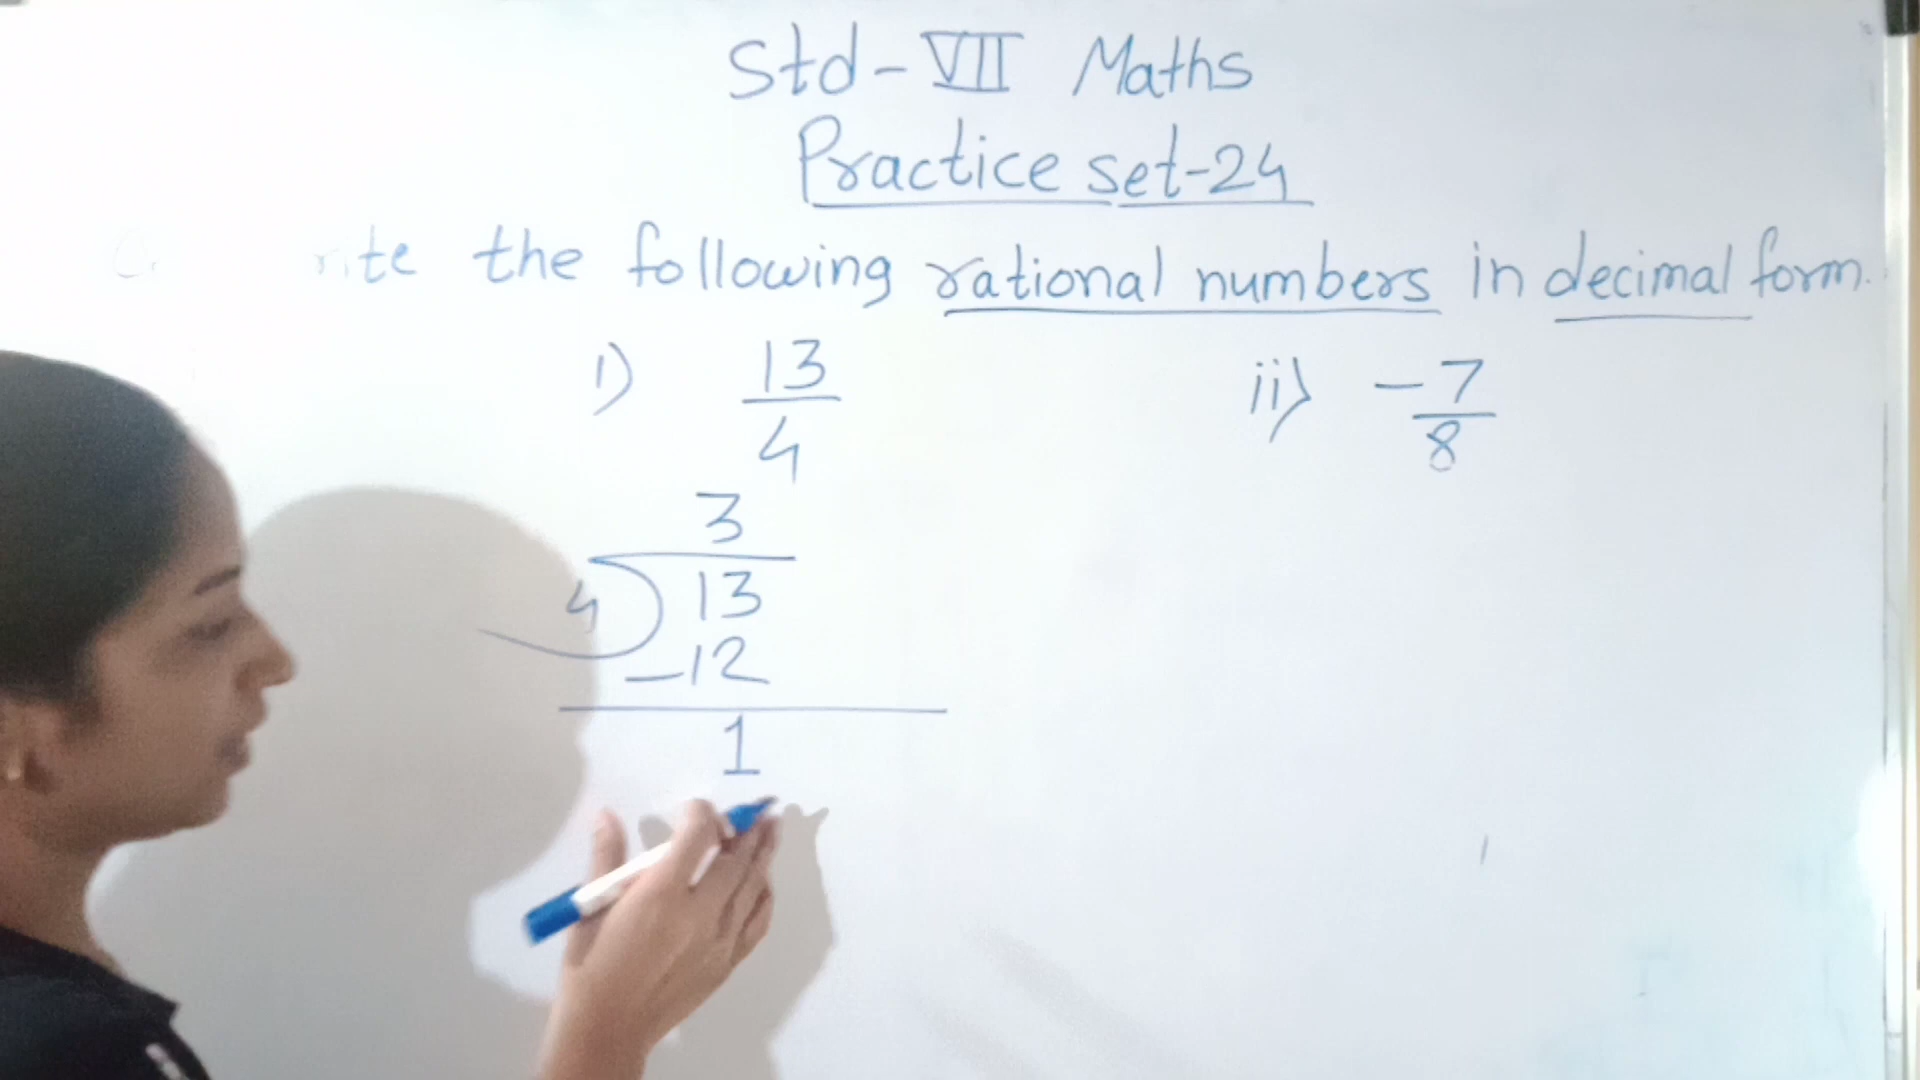 Std-VII Maths
Practice set-24
rite the following rational numbers in decimal form.
1) 13/4
ii) -7/8
3
4 ) 13
-12
1